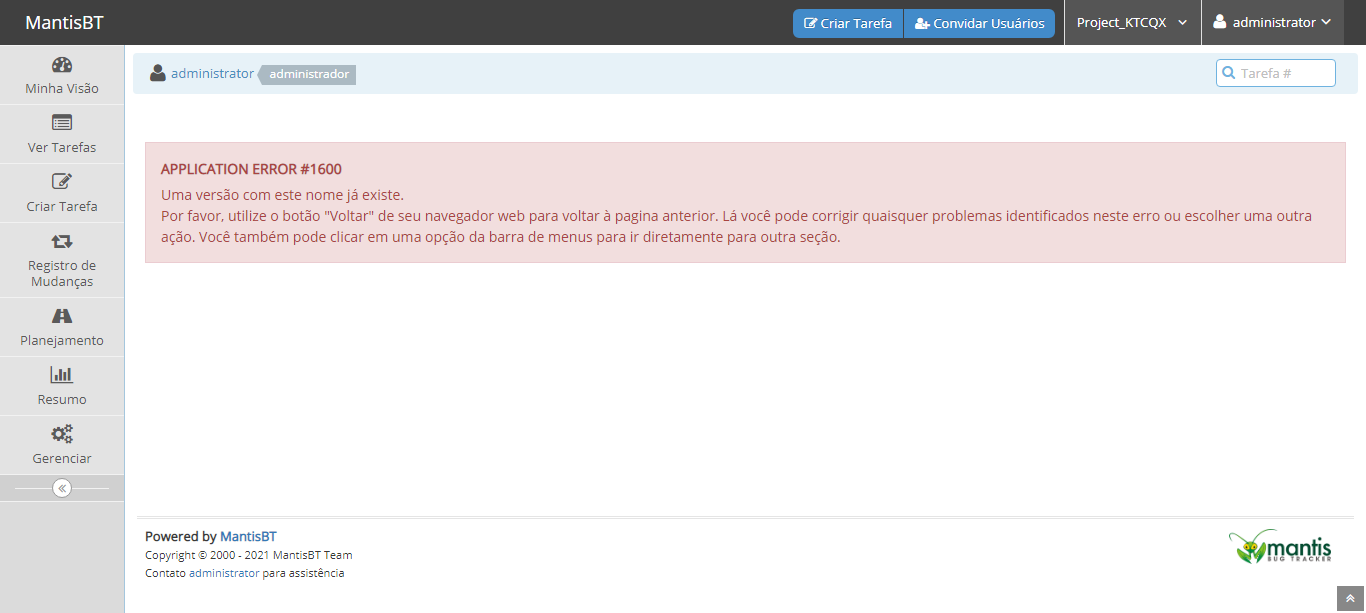 MantisBT
Criar Tarefa
Convidar Usuários
Project_KTCQX
administrator
Minha Visão
Ver Tarefas
Criar Tarefa
Registro de
Mudanças
Planejamento
Resumo
Gerenciar
administrator administrador
Tarefa #
APPLICATION ERROR #1600
Uma versão com este nome já existe.
Por favor, utilize o botão "Voltar" de seu navegador web para voltar à pagina anterior. Lá você pode corrigir quaisquer problemas identificados neste erro ou escolher uma outra
ação. Você também pode clicar em uma opção da barra de menus para ir diretamente para outra seção.
Powered by MantisBT
Copyright © 2000 - 2021 MantisBT Team
Contato administrator para assistência
mantis
BUG TRACKER